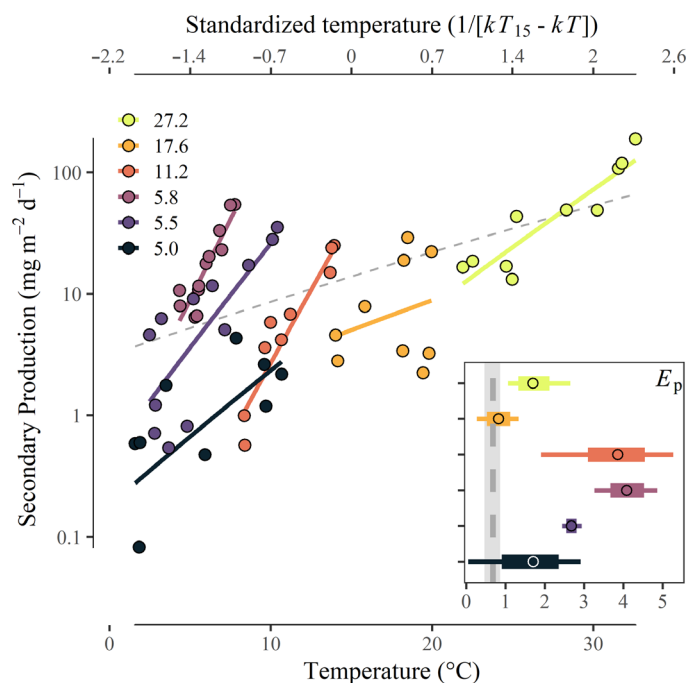 Standardized temperature (1/[kT₁₅ - kT])
−2.2 −1.4 −0.7 0 0.7 1.4 2 2.6
27.2
17.6
11.2
5.8
5.5
5.0
Secondary Production (mg m⁻² d⁻¹)
100
10
1
0.1
Eₚ
0 1 2 3 4 5
0 10 20 30
Temperature (°C)